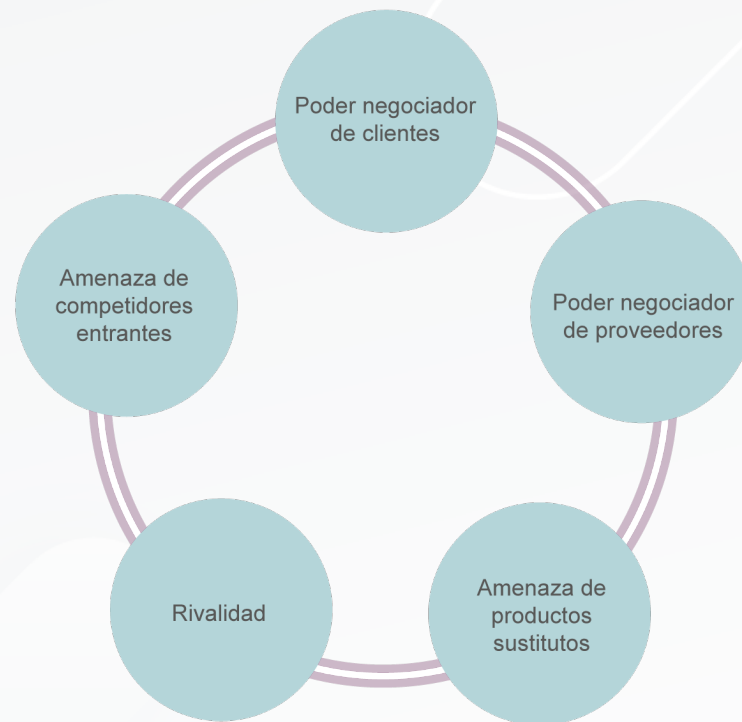 Poder negociador
de clientes
Amenaza de
competidores
entrantes
Poder negociador
de proveedores
Rivalidad
Amenaza de
productos
sustitutos